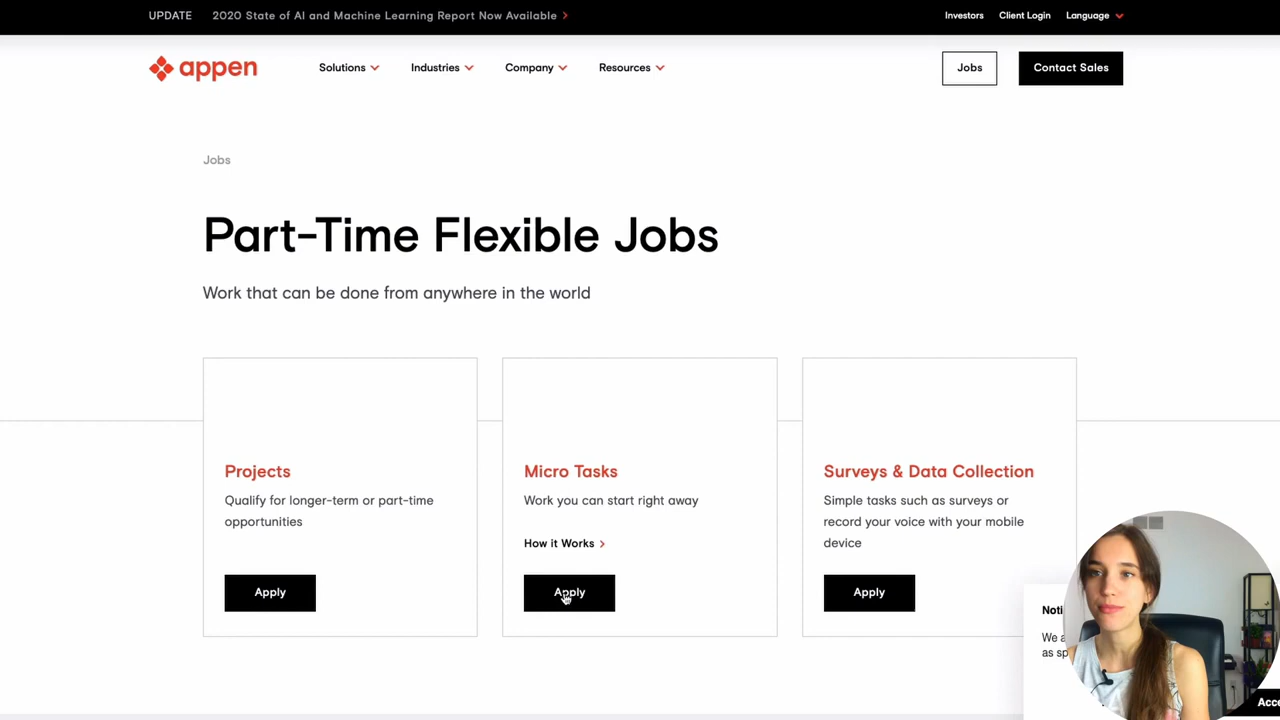 UPDATE 2020 State of AI and Machine Learning Report Now Available
Investors Client Login Language
appen
Solutions Industries Company Resources
Jobs Contact Sales
Jobs
Part-Time Flexible Jobs
Work that can be done from anywhere in the world
Projects
Qualify for longer-term or part-time
opportunities
Apply
Micro Tasks
Work you can start right away
How it Works
Apply
Surveys & Data Collection
Simple tasks such as surveys or
record your voice with your mobile
device
Apply
We
as